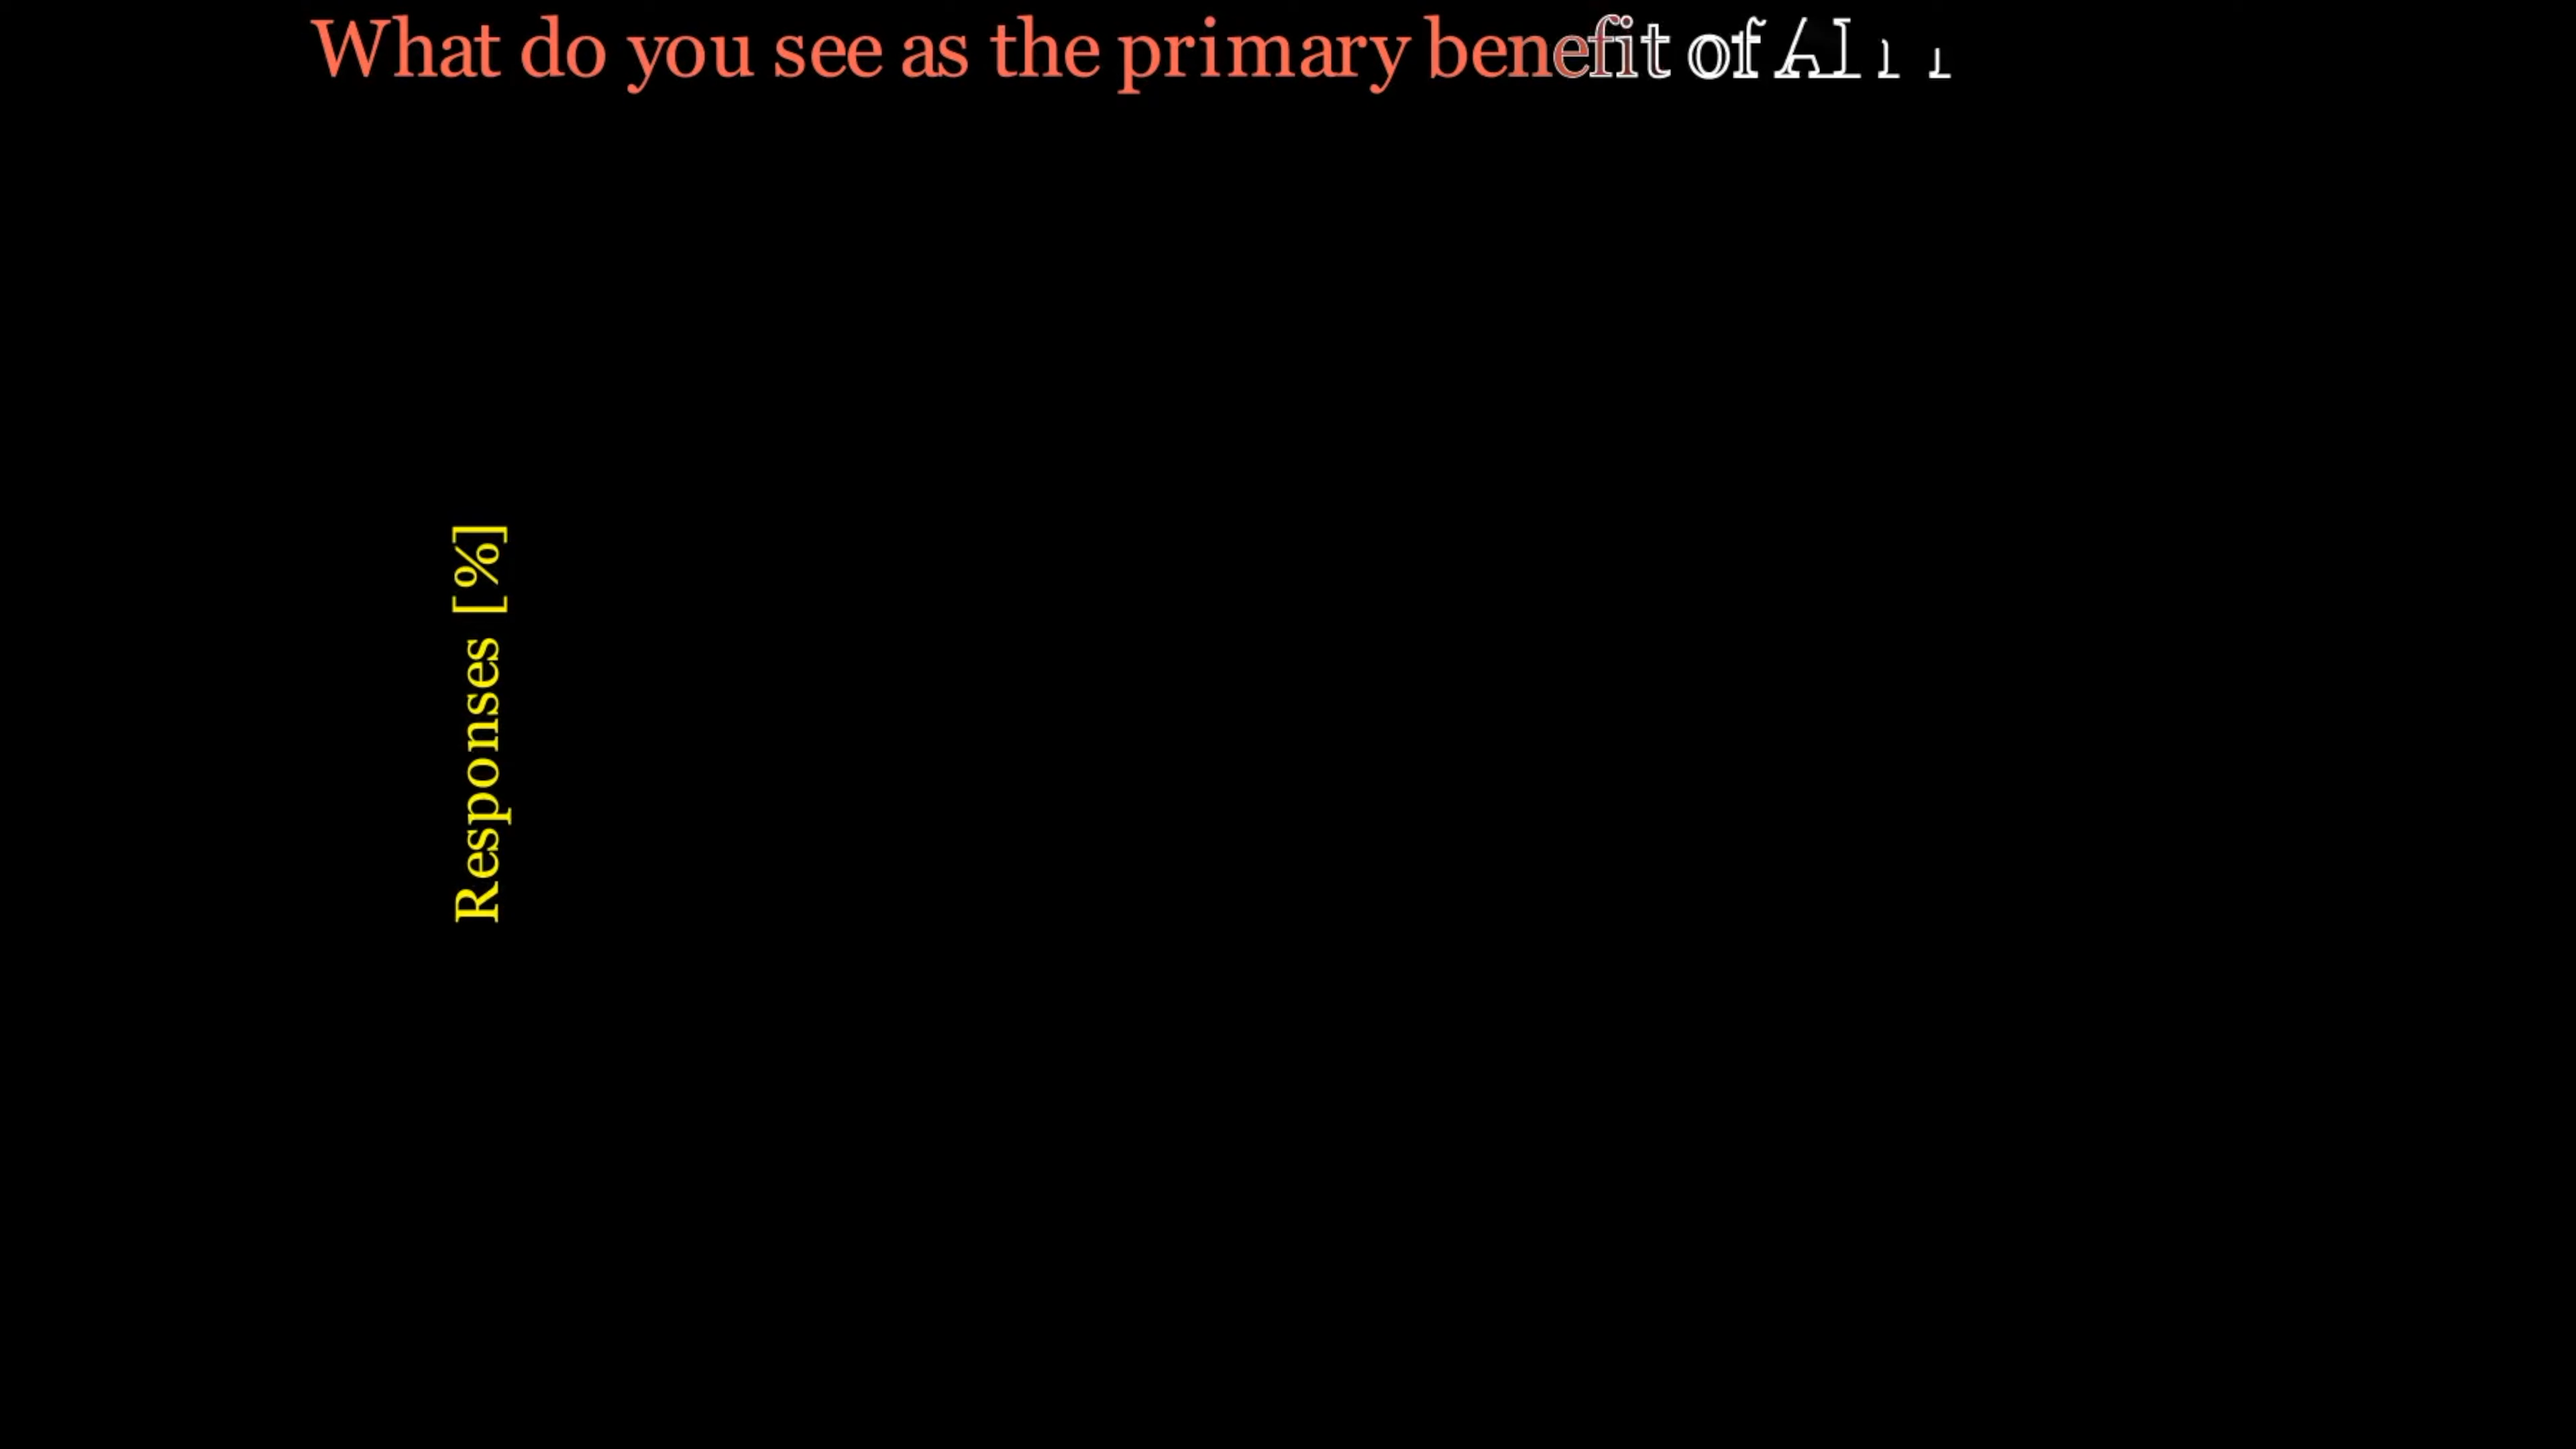 What do you see as the primary benefit of AI
Responses [%]